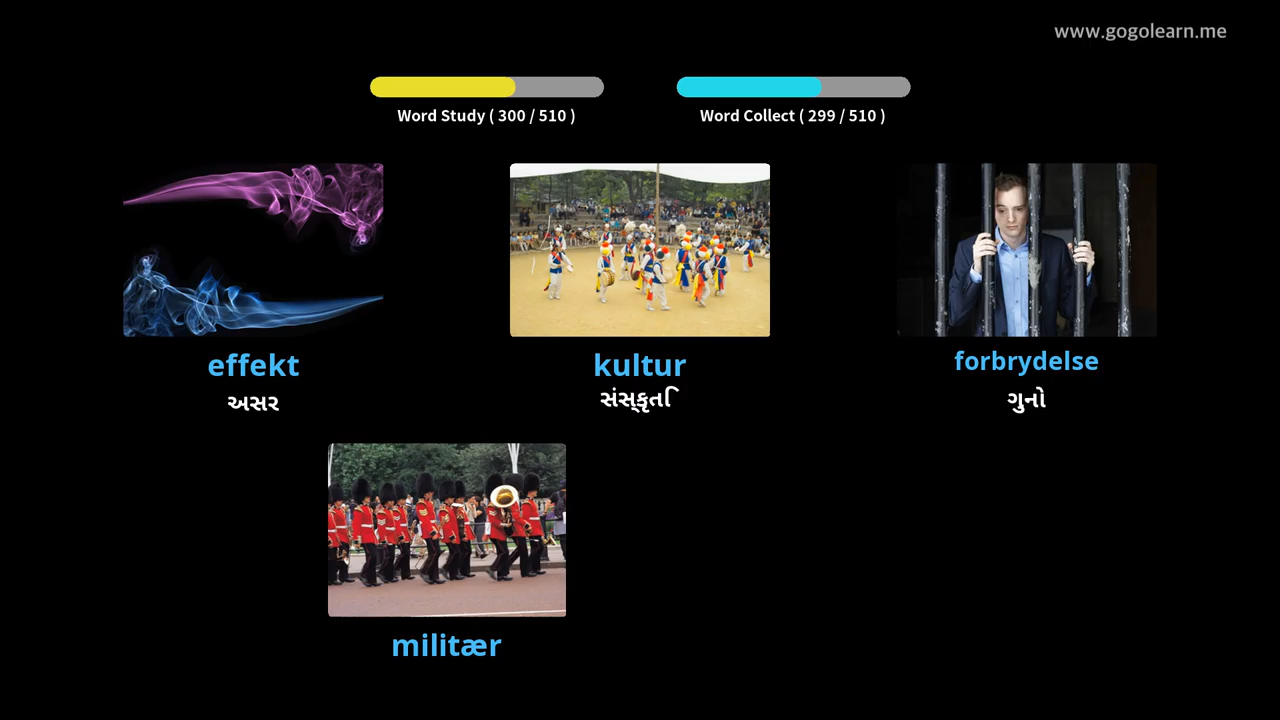 www.gogolearn.me
Word Study ( 300 / 510 )
Word Collect ( 299 / 510 )
effekt
અસર
kultur
સંસ્કૃતિ
forbrydelse
ગુનો
militær